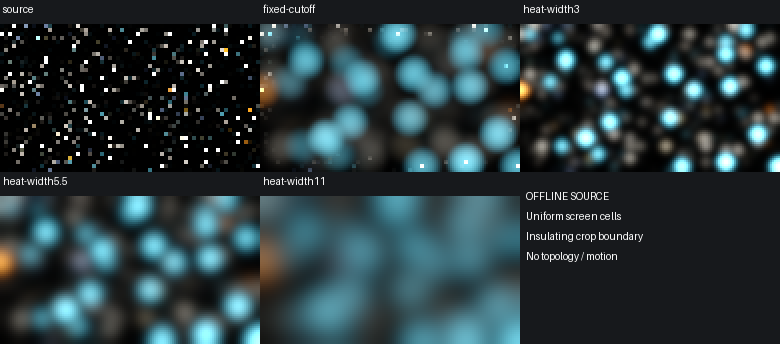 source
fixed-cutoff
heat-width3
heat-width5.5
heat-width11
OFFLINE SOURCE
Uniform screen cells
Insulating crop boundary
No topology / motion